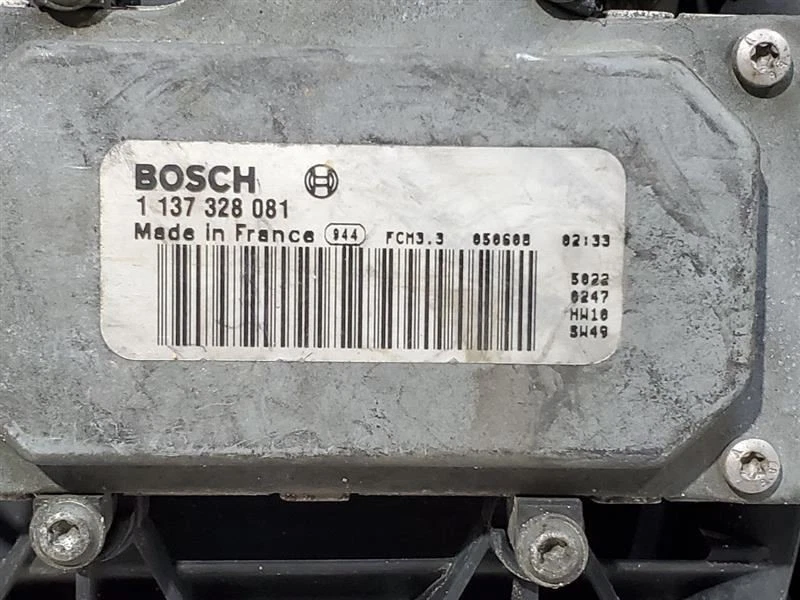 BOSCH
1 137 328 081
Made in France 944 FCM3.3 050608 02:33
5022
0247
HW10
SW49